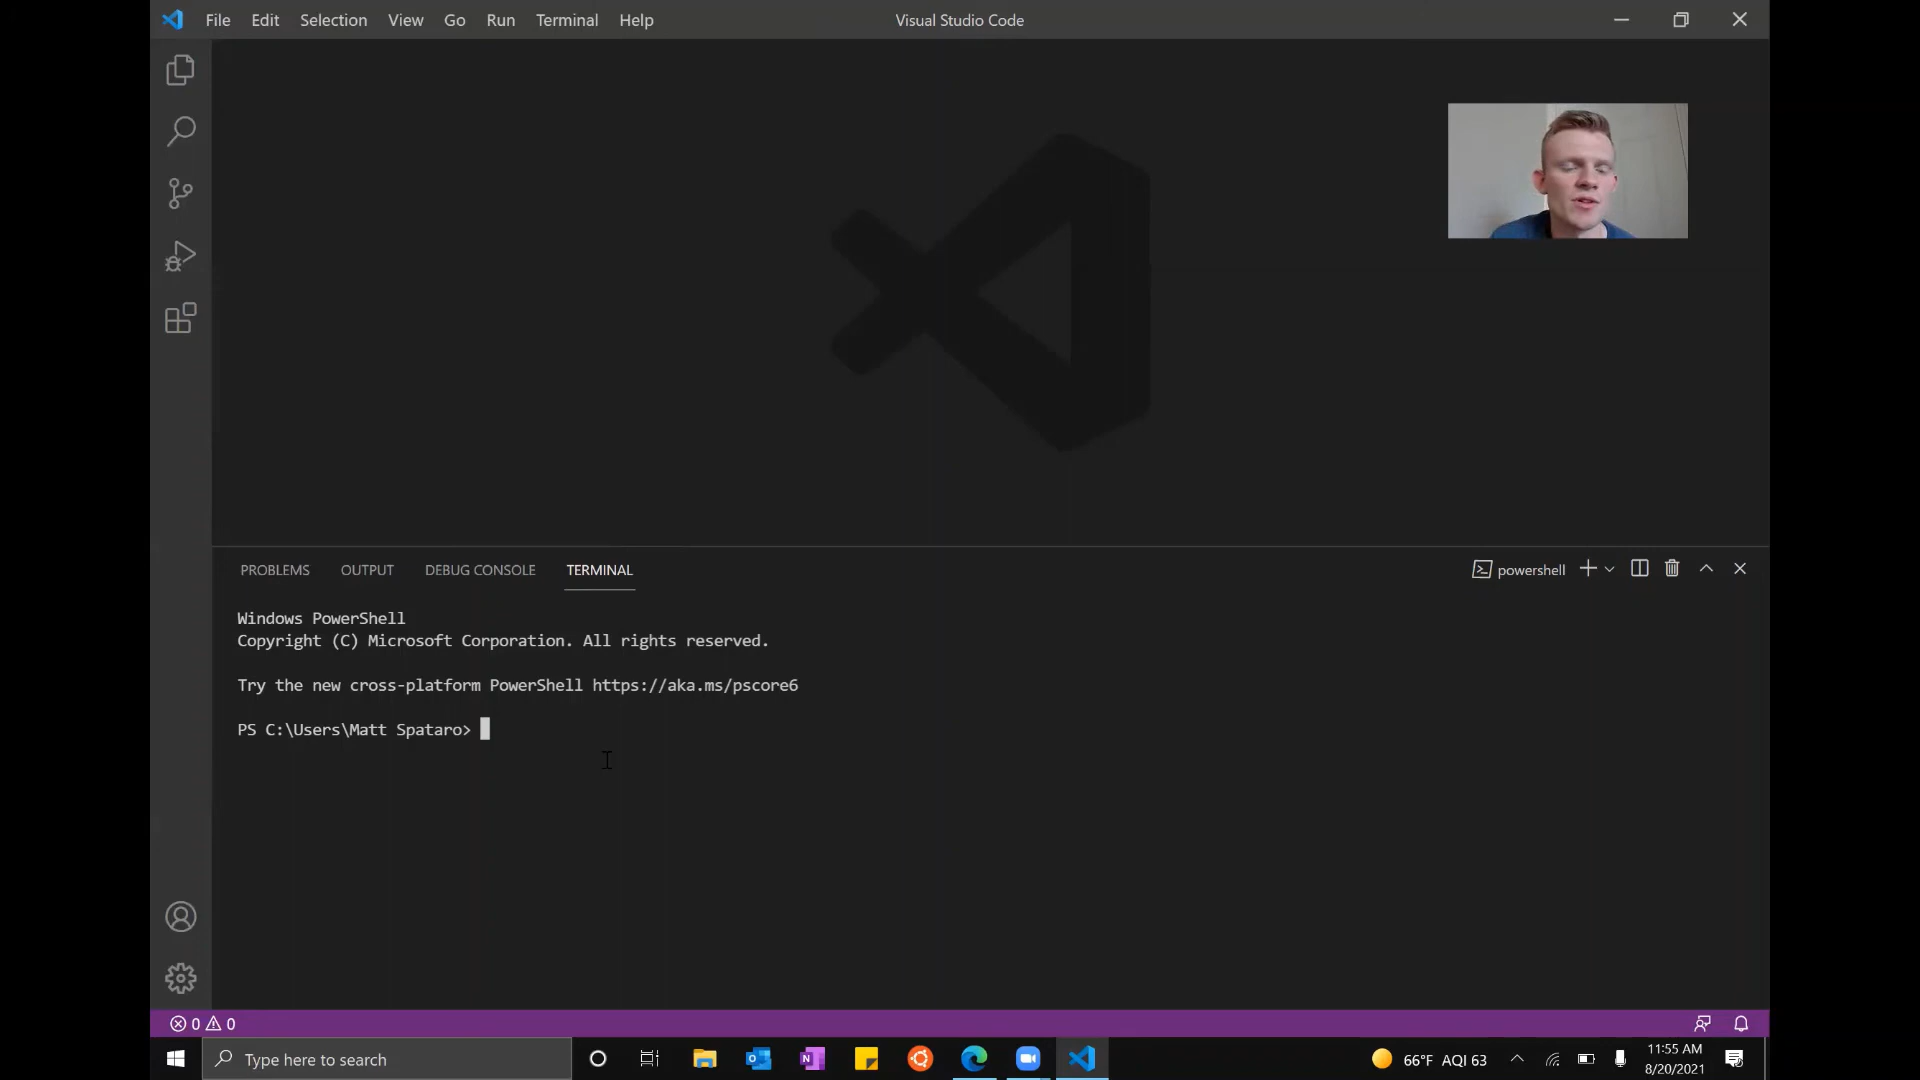 File Edit Selection View Go Run Terminal Help Visual Studio Code
PROBLEMS OUTPUT DEBUG CONSOLE TERMINAL powershell
Windows PowerShell
Copyright (C) Microsoft Corporation. All rights reserved.
Try the new cross-platform PowerShell https://aka.ms/pscore6
PS C:\Users\Matt Spataro>
0 0
Type here to search
66°F AQI 63
11:55 AM
8/20/2021